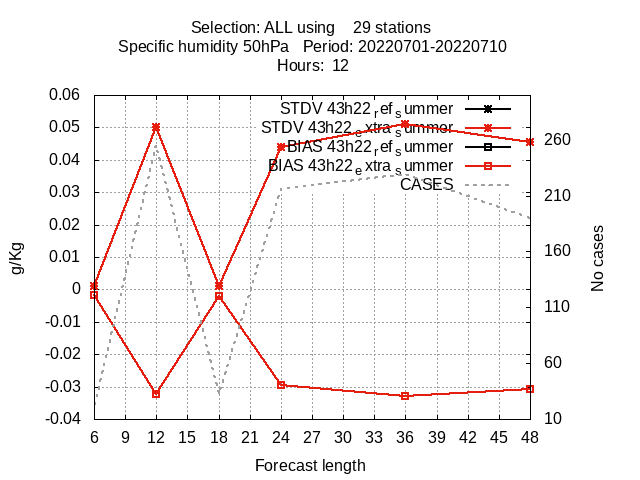 Selection: ALL using 29 stations
Specific humidity 50hPa Period: 20220701-20220710
Hours: 12
STDV 43h22_ref_summer
STDV 43h22_extra_summer
BIAS 43h22_ref_summer
BIAS 43h22_extra_summer
CASES
0.06
0.05
0.04
0.03
0.02
0.01
0
-0.01
-0.02
-0.03
-0.04
g/Kg
260
210
160
110
60
10
No cases
6 9 12 15 18 21 24 27 30 33 36 39 42 45 48
Forecast length